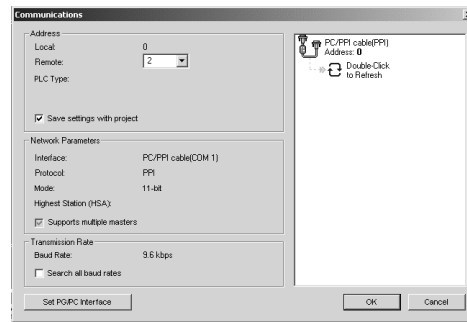 Communications
Address
Local: 0
Remote: 2
PLC Type:
Save settings with project
Network Parameters
Interface: PC/PPI cable(COM 1)
Protocol: PPI
Mode: 11-bit
Highest Station (HSA):
Supports multiple masters
Transmission Rate
Baud Rate: 9.6 kbps
Search all baud rates
Set PG/PC Interface
PC/PPI cable(PPI)
Address: 0
Double-Click
to Refresh
OK
Cancel